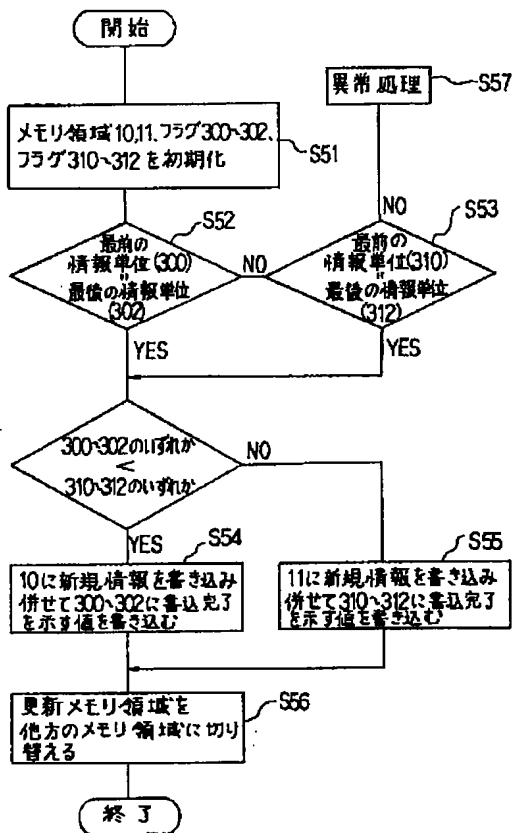 開始
異常処理
S57
メモリ領域10,11、フラグ300~302、
フラグ310~312を初期化
S51
NO
S52
S53
最前の
情報単位(300)
=
最後の情報単位
(302)
NO
最前の
情報単位(310)
=
最後の情報単位
(312)
YES
YES
300~302のいずれか
<
310~312のいずれか
NO
YES
S54
S55
10に新規情報を書き込み
併せて300~302に書込完了
を示す値を書き込む
11に新規情報を書き込み
併せて310~312に書込完了
を示す値を書き込む
更新メモリ領域を
他方のメモリ領域に切り
替える
S56
終了